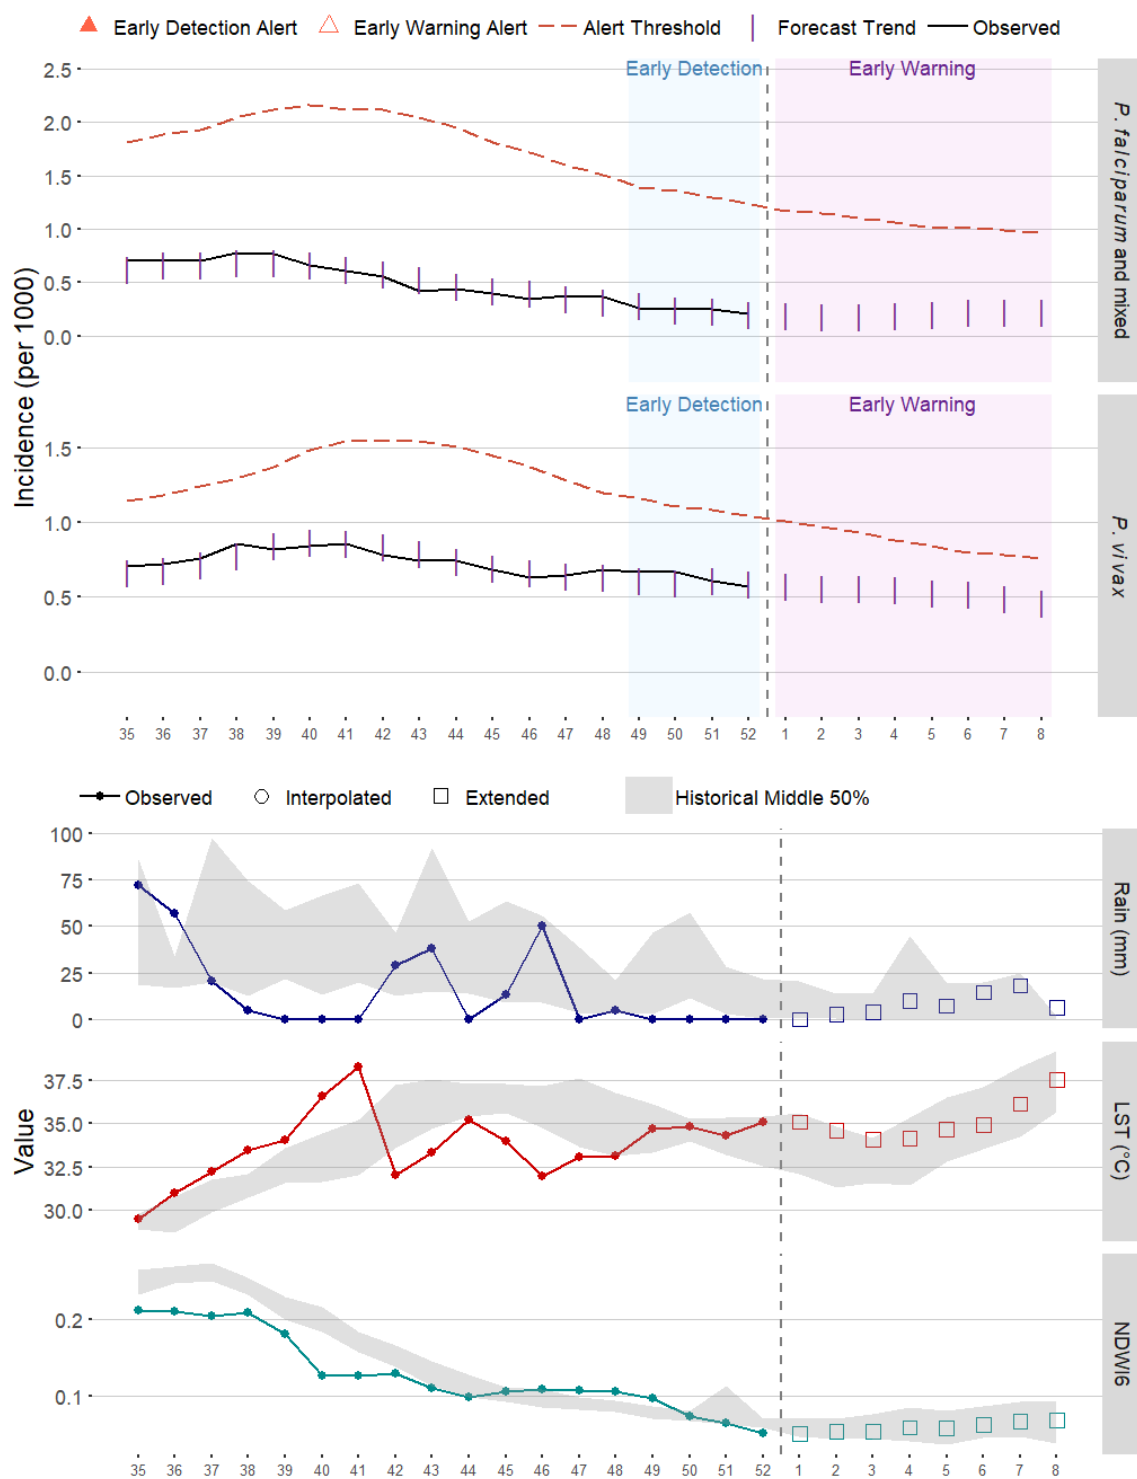 Early Detection Alert Early Warning Alert Alert Threshold Forecast Trend Observed
Incidence (per 1000)
2.5
2.0
1.5
1.0
0.5
0.0
Early Detection Early Warning
P. falciparum and mixed
1.5
1.0
0.5
0.0
Early Detection Early Warning
P. vivax
35 36 37 38 39 40 41 42 43 44 45 46 47 48 49 50 51 52 1 2 3 4 5 6 7 8
Observed Interpolated Extended Historical Middle 50%
Value
100
75
50
25
0
Rain (mm)
37.5
35.0
32.5
30.0
LST (°C)
0.2
0.1
NDWI6
35 36 37 38 39 40 41 42 43 44 45 46 47 48 49 50 51 52 1 2 3 4 5 6 7 8